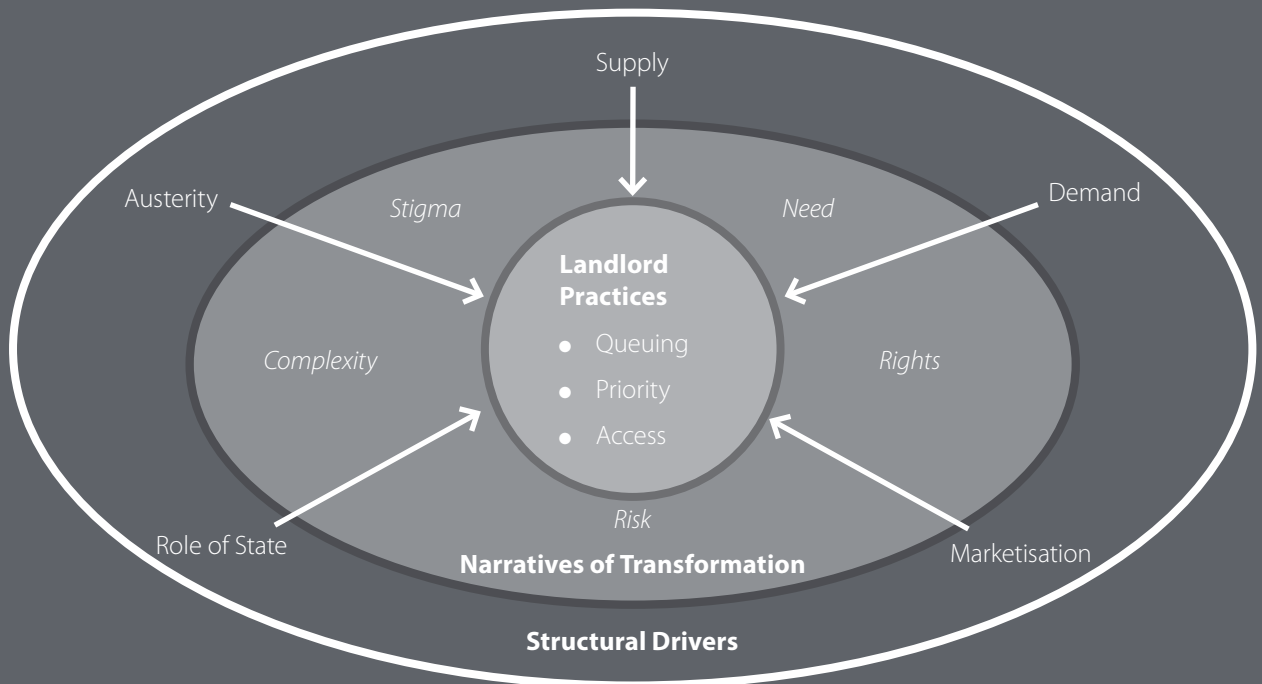 Supply
Austerity
Demand
Stigma
Need
Landlord
Practices
• Queuing
• Priority
• Access
Complexity
Rights
Risk
Role of State
Marketisation
Narratives of Transformation
Structural Drivers